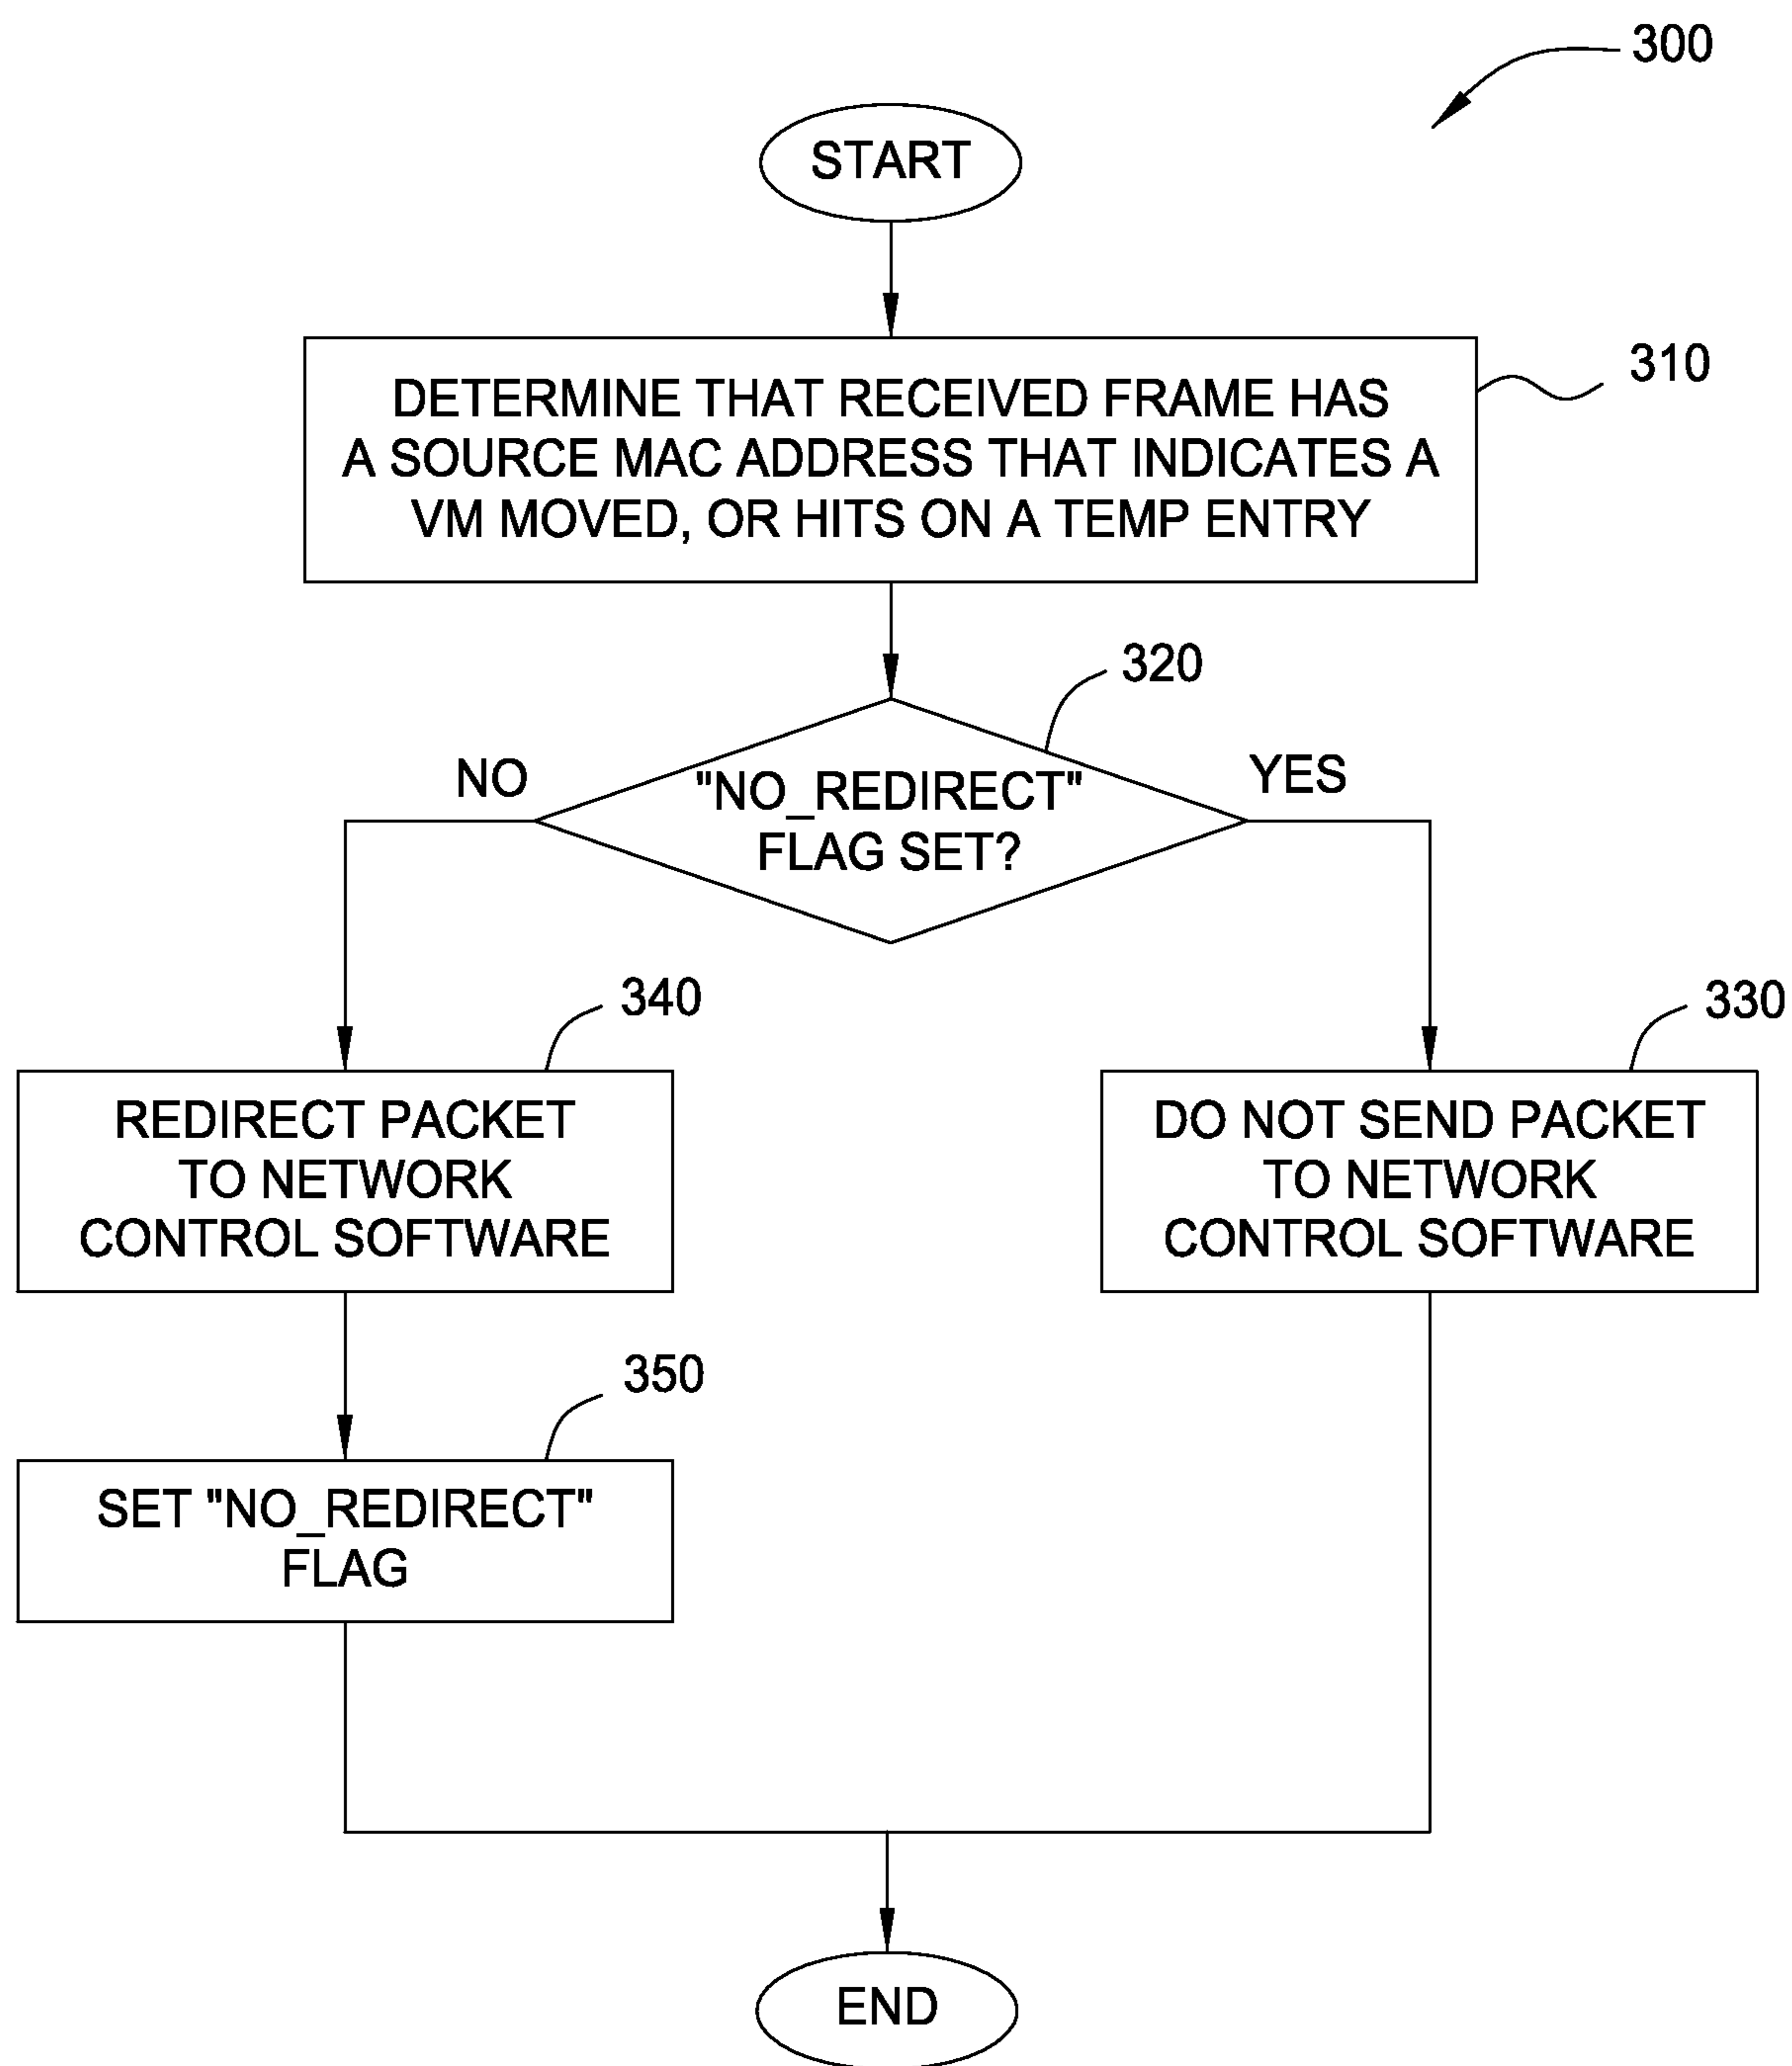 300
START
310
DETERMINE THAT RECEIVED FRAME HAS
A SOURCE MAC ADDRESS THAT INDICATES A
VM MOVED, OR HITS ON A TEMP ENTRY
320
NO
"NO_REDIRECT"
FLAG SET?
YES
340
REDIRECT PACKET
TO NETWORK
CONTROL SOFTWARE
330
DO NOT SEND PACKET
TO NETWORK
CONTROL SOFTWARE
350
SET "NO_REDIRECT"
FLAG
END